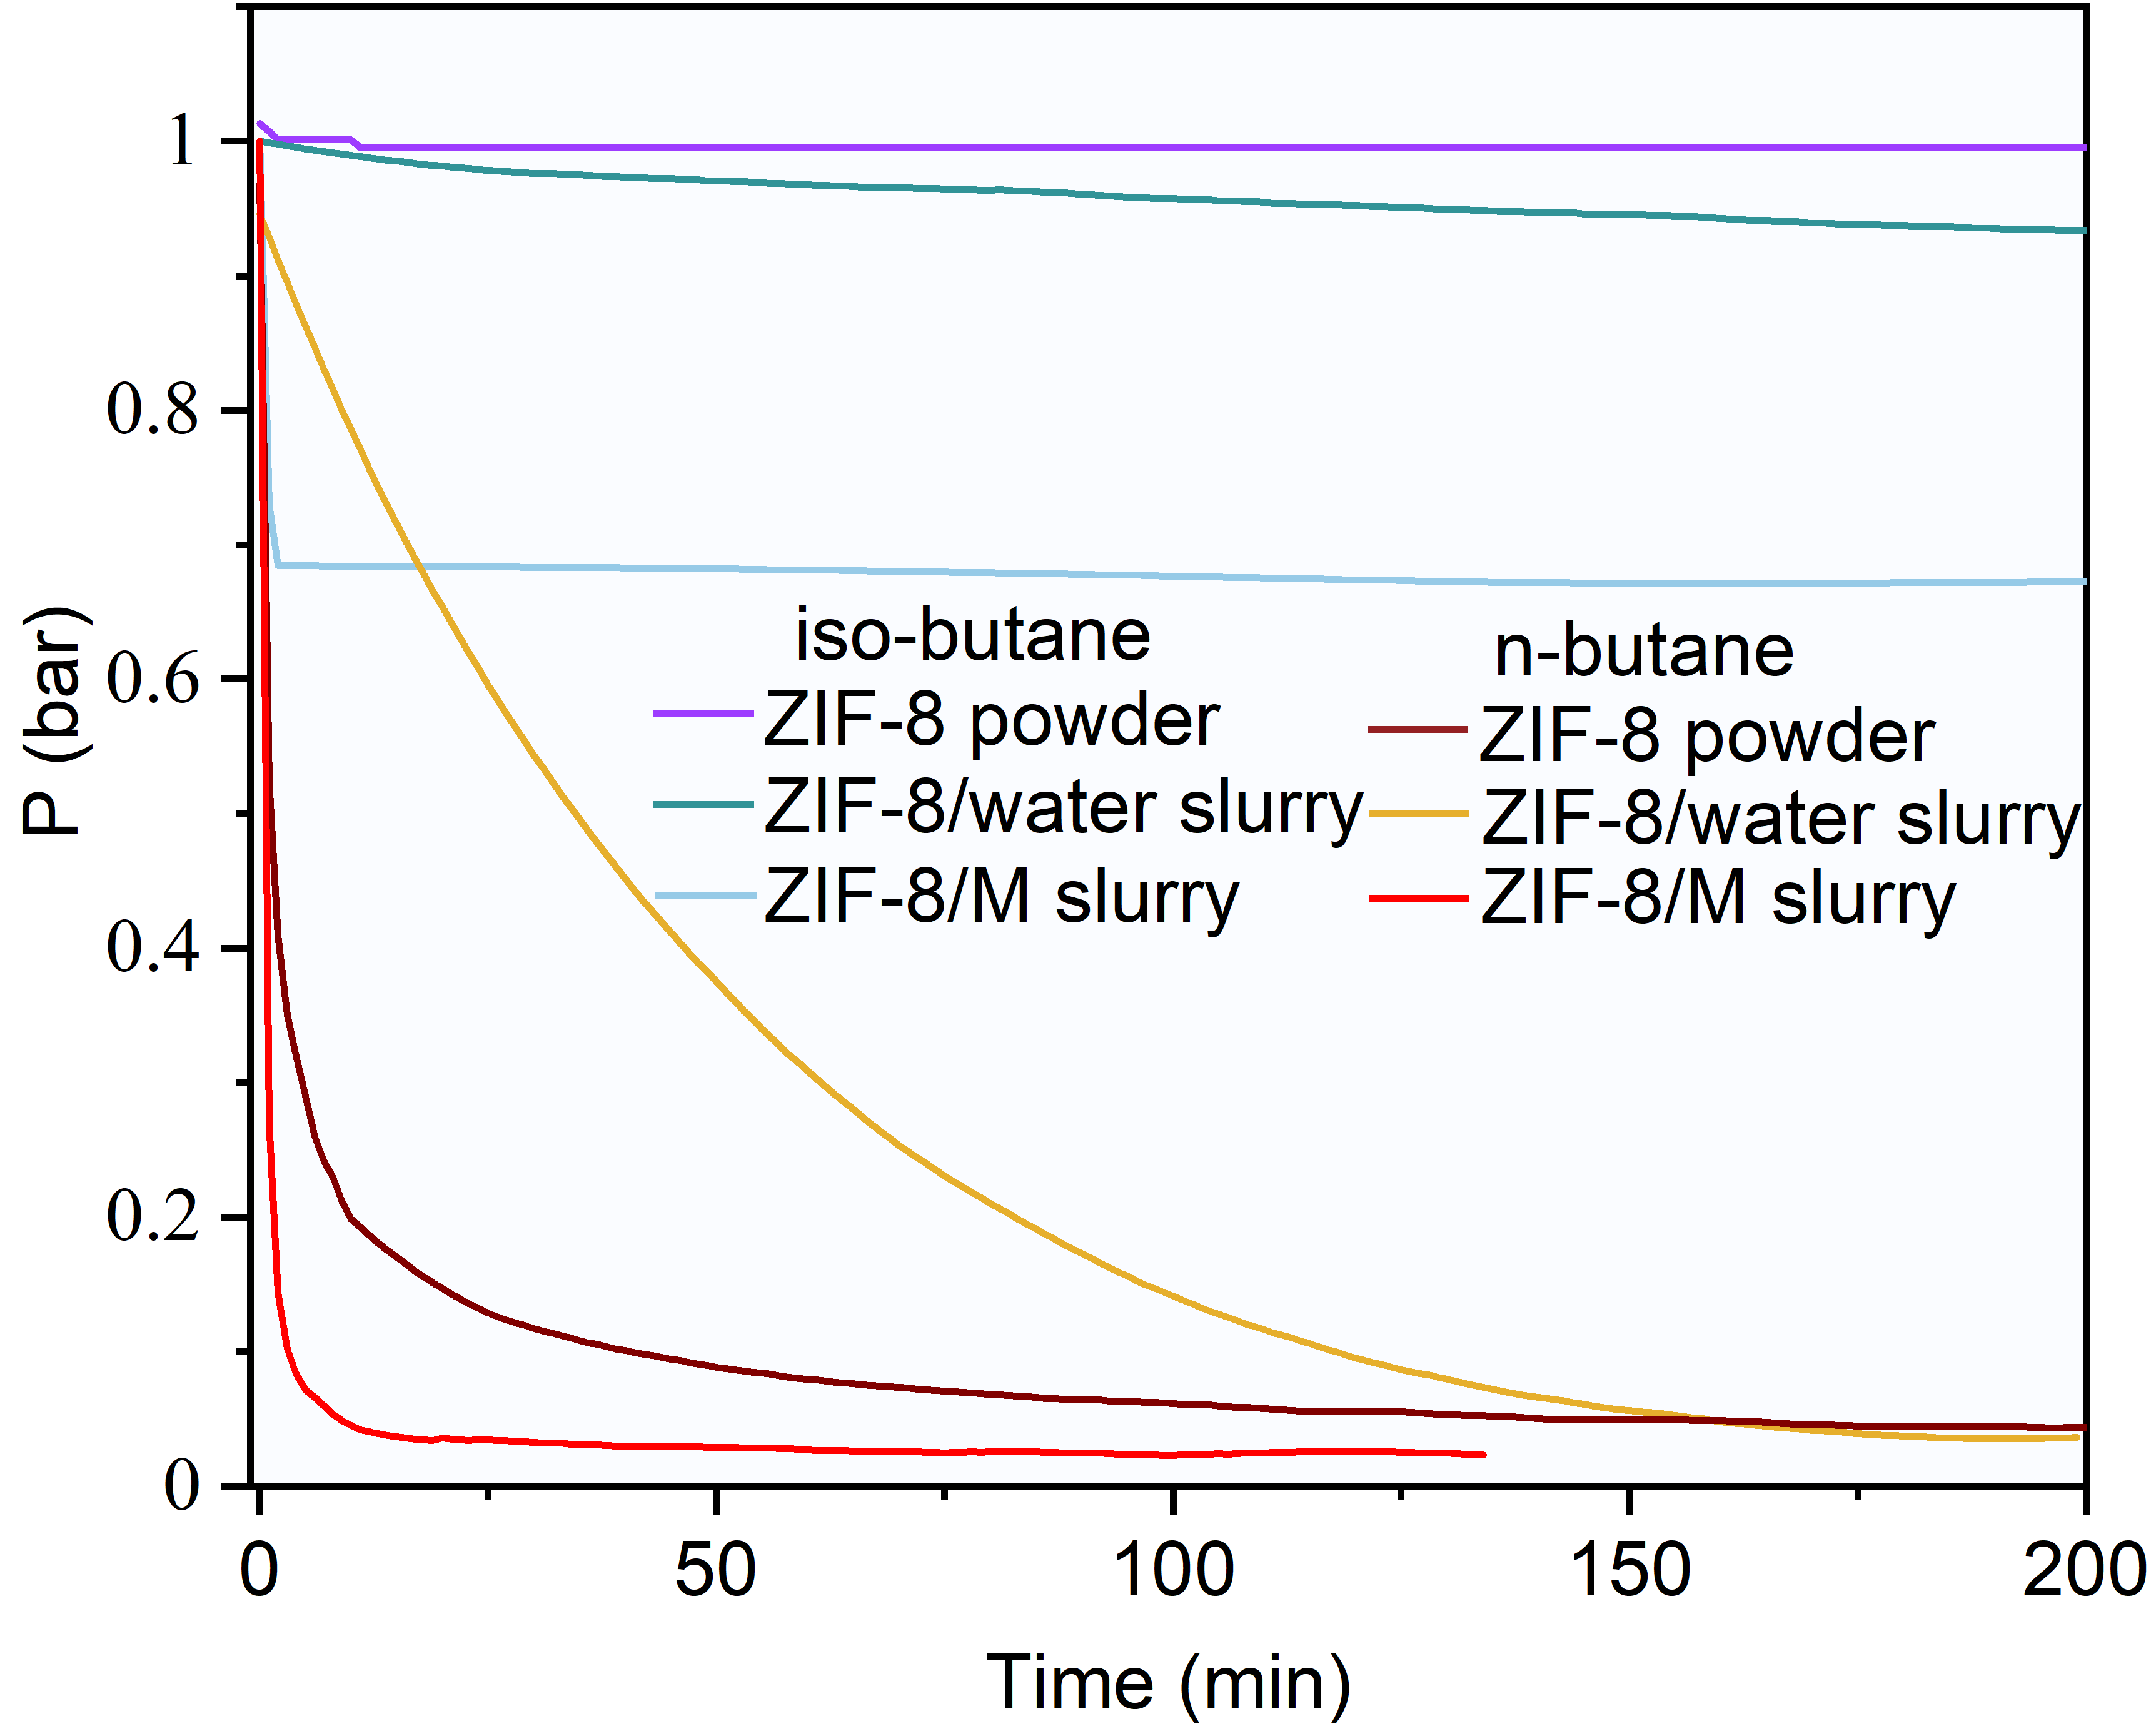 1
0.8
0.6
0.4
0.2
0
P (bar)
iso-butane
ZIF-8 powder
ZIF-8/water slurry
ZIF-8/M slurry
n-butane
ZIF-8 powder
ZIF-8/water slurry
ZIF-8/M slurry
0
50
100
150
200
Time (min)